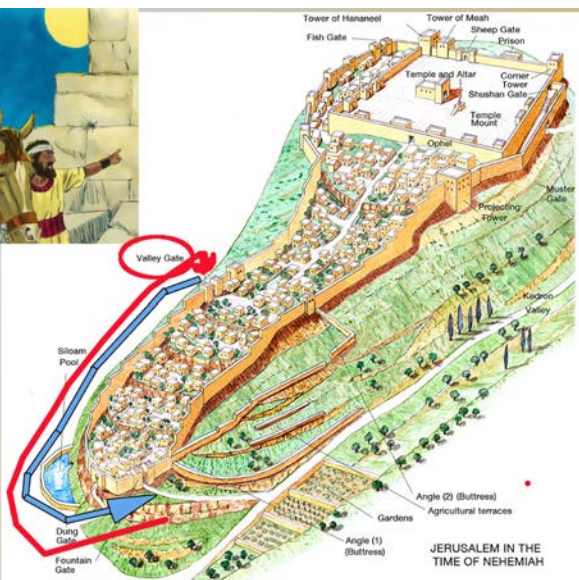 Tower of Hananeel
Tower of Meah
Sheep Gate
Fish Gate
Prison
Temple and Altar
Corner
Tower
Shushan Gate
Temple
Mount
Ophel
Muster
Gate
Projecting
Tower
Valley Gate
Kedron
Valley
Siloam
Pool
Angle (2) (Buttress)
Agricultural terraces
Gardens
Dung
Gate
Angle (1)
(Buttress)
Fountain
Gate
JERUSALEM IN THE
TIME OF NEHEMIAH